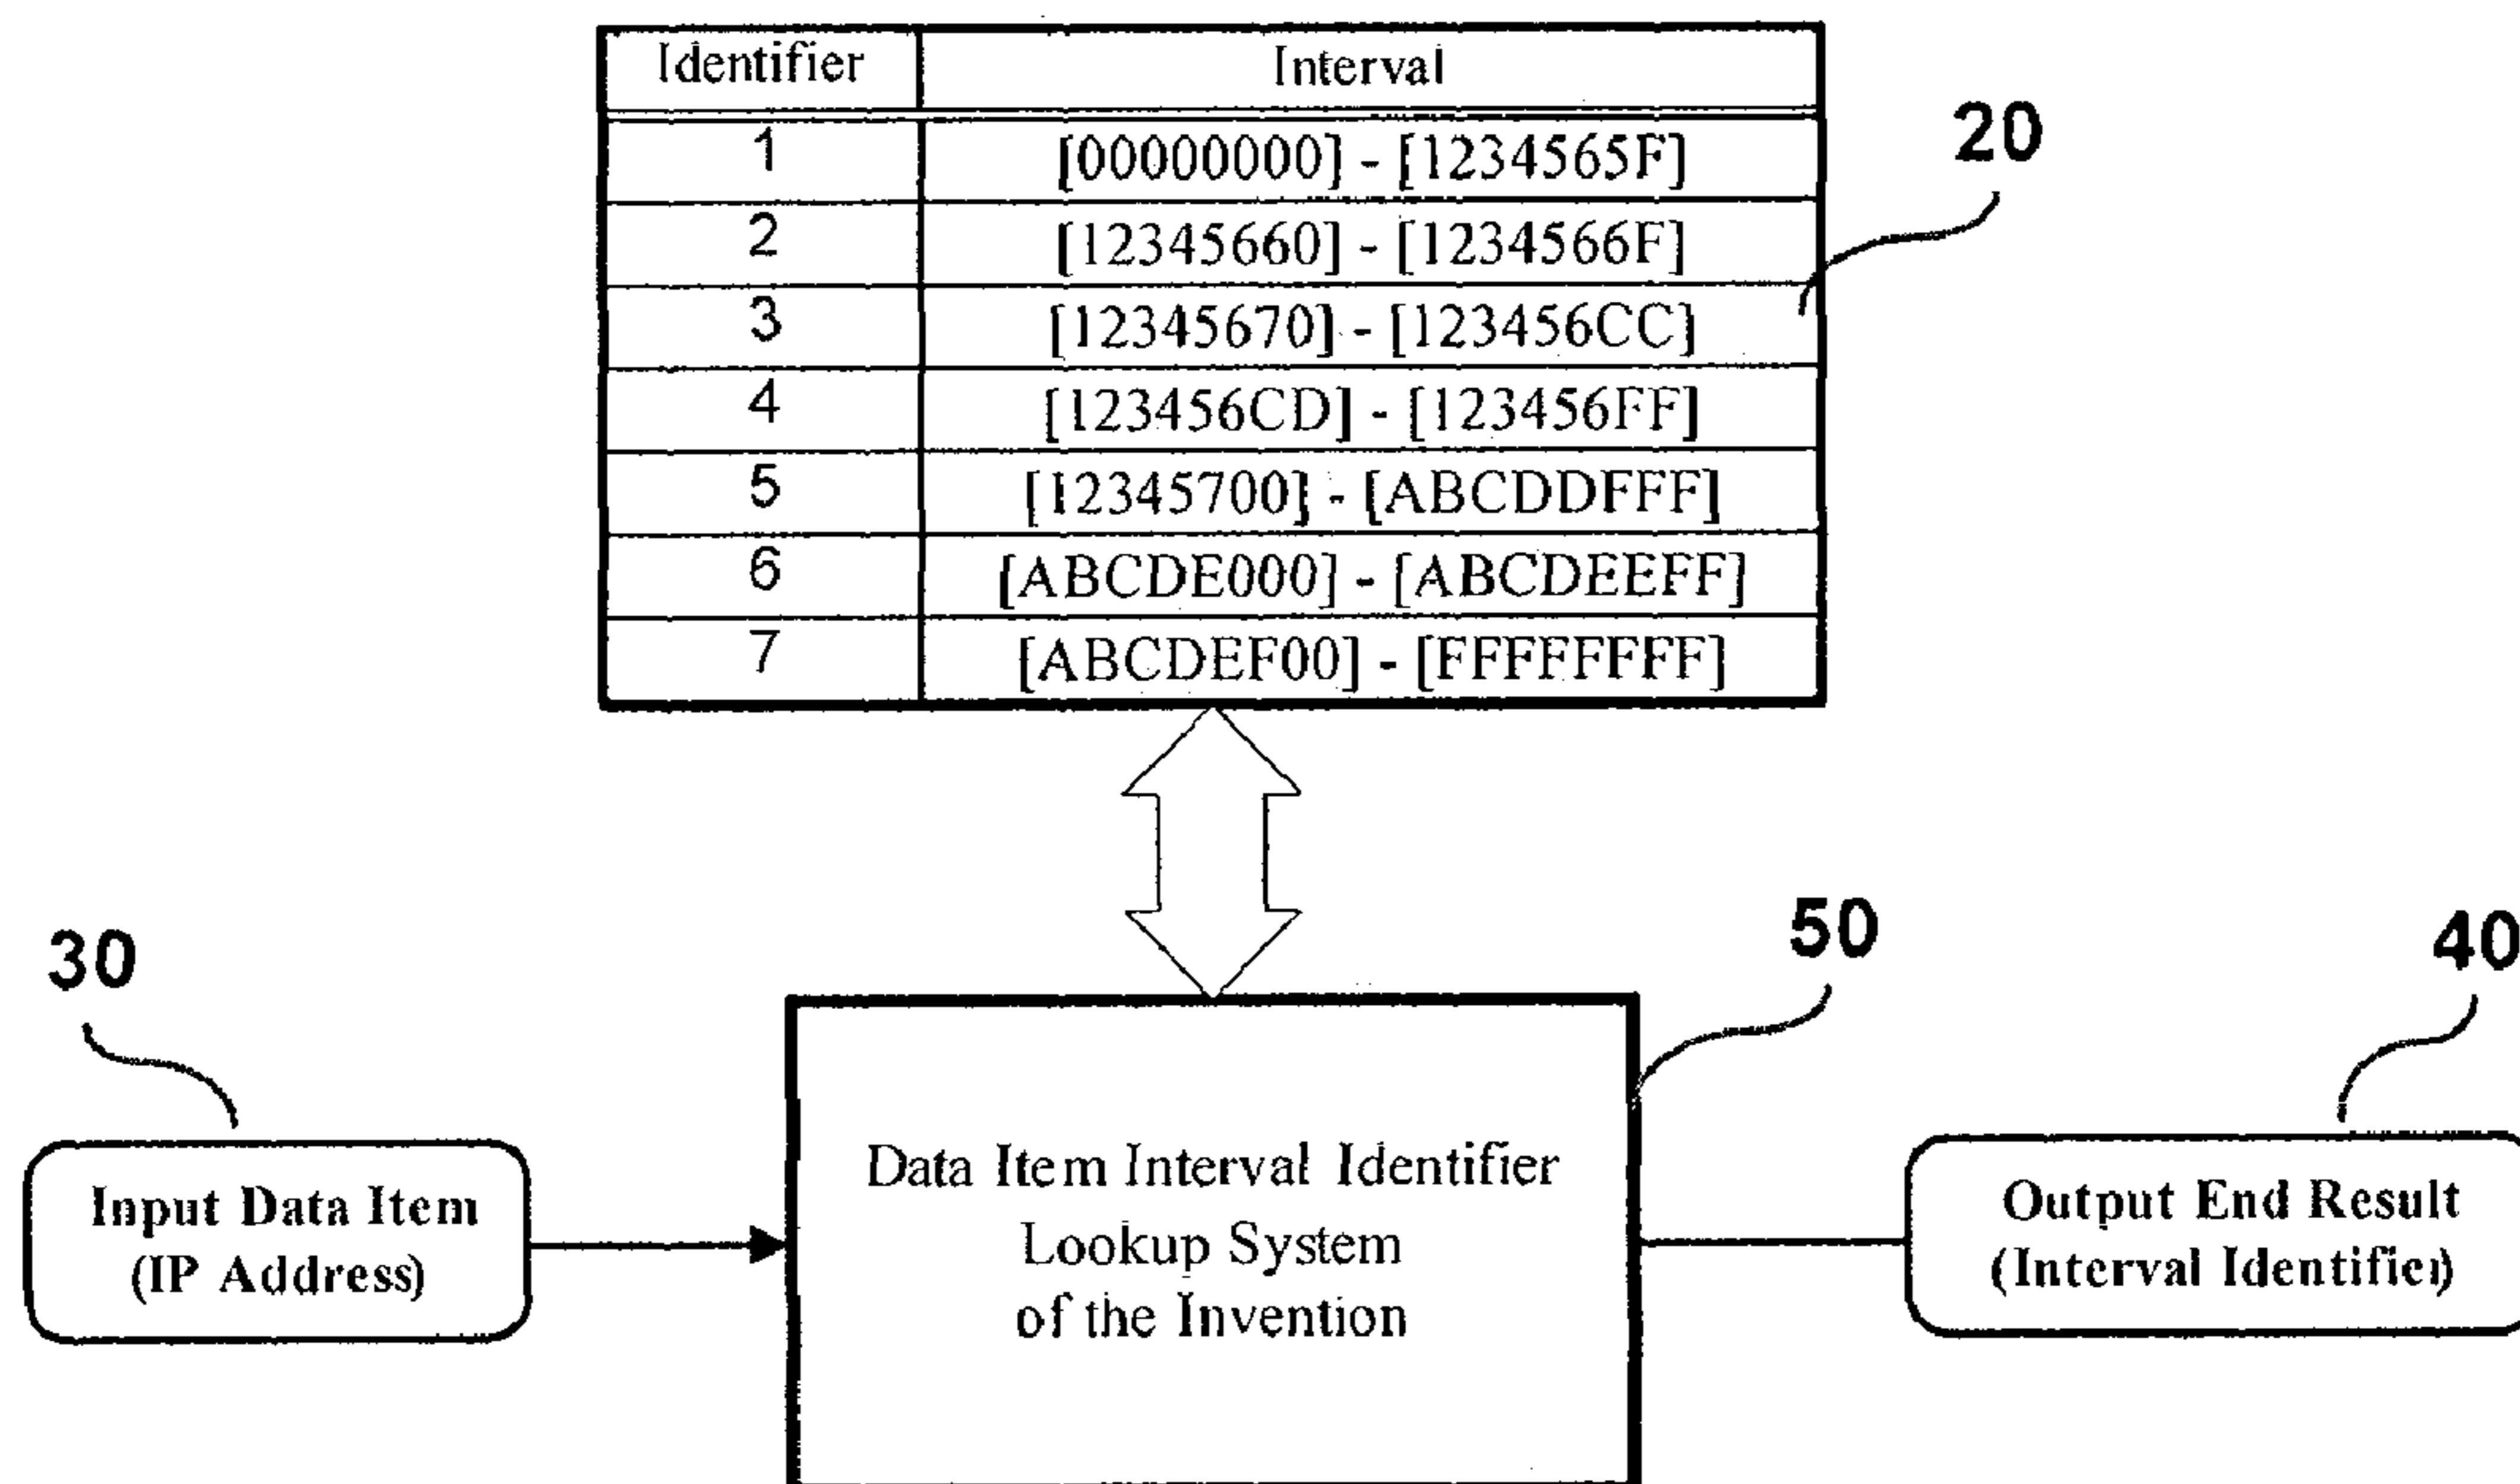 Identifier Interval
1 [00000000] - [1234565F]
20
2 [12345660] - [1234566F]
3 [12345670] - [123456CC]
4 [123456CD] - [123456FF]
5 [12345700] - [ABCDDFFF]
6 [ABCDE000] - [ABCDEEFF]
7 [ABCDEF00] - [FFFFFFFF]
30
50
40
Input Data Item
(IP Address)
Data Item Interval Identifier
Lookup System
of the Invention
Output End Result
(Interval Identifier)